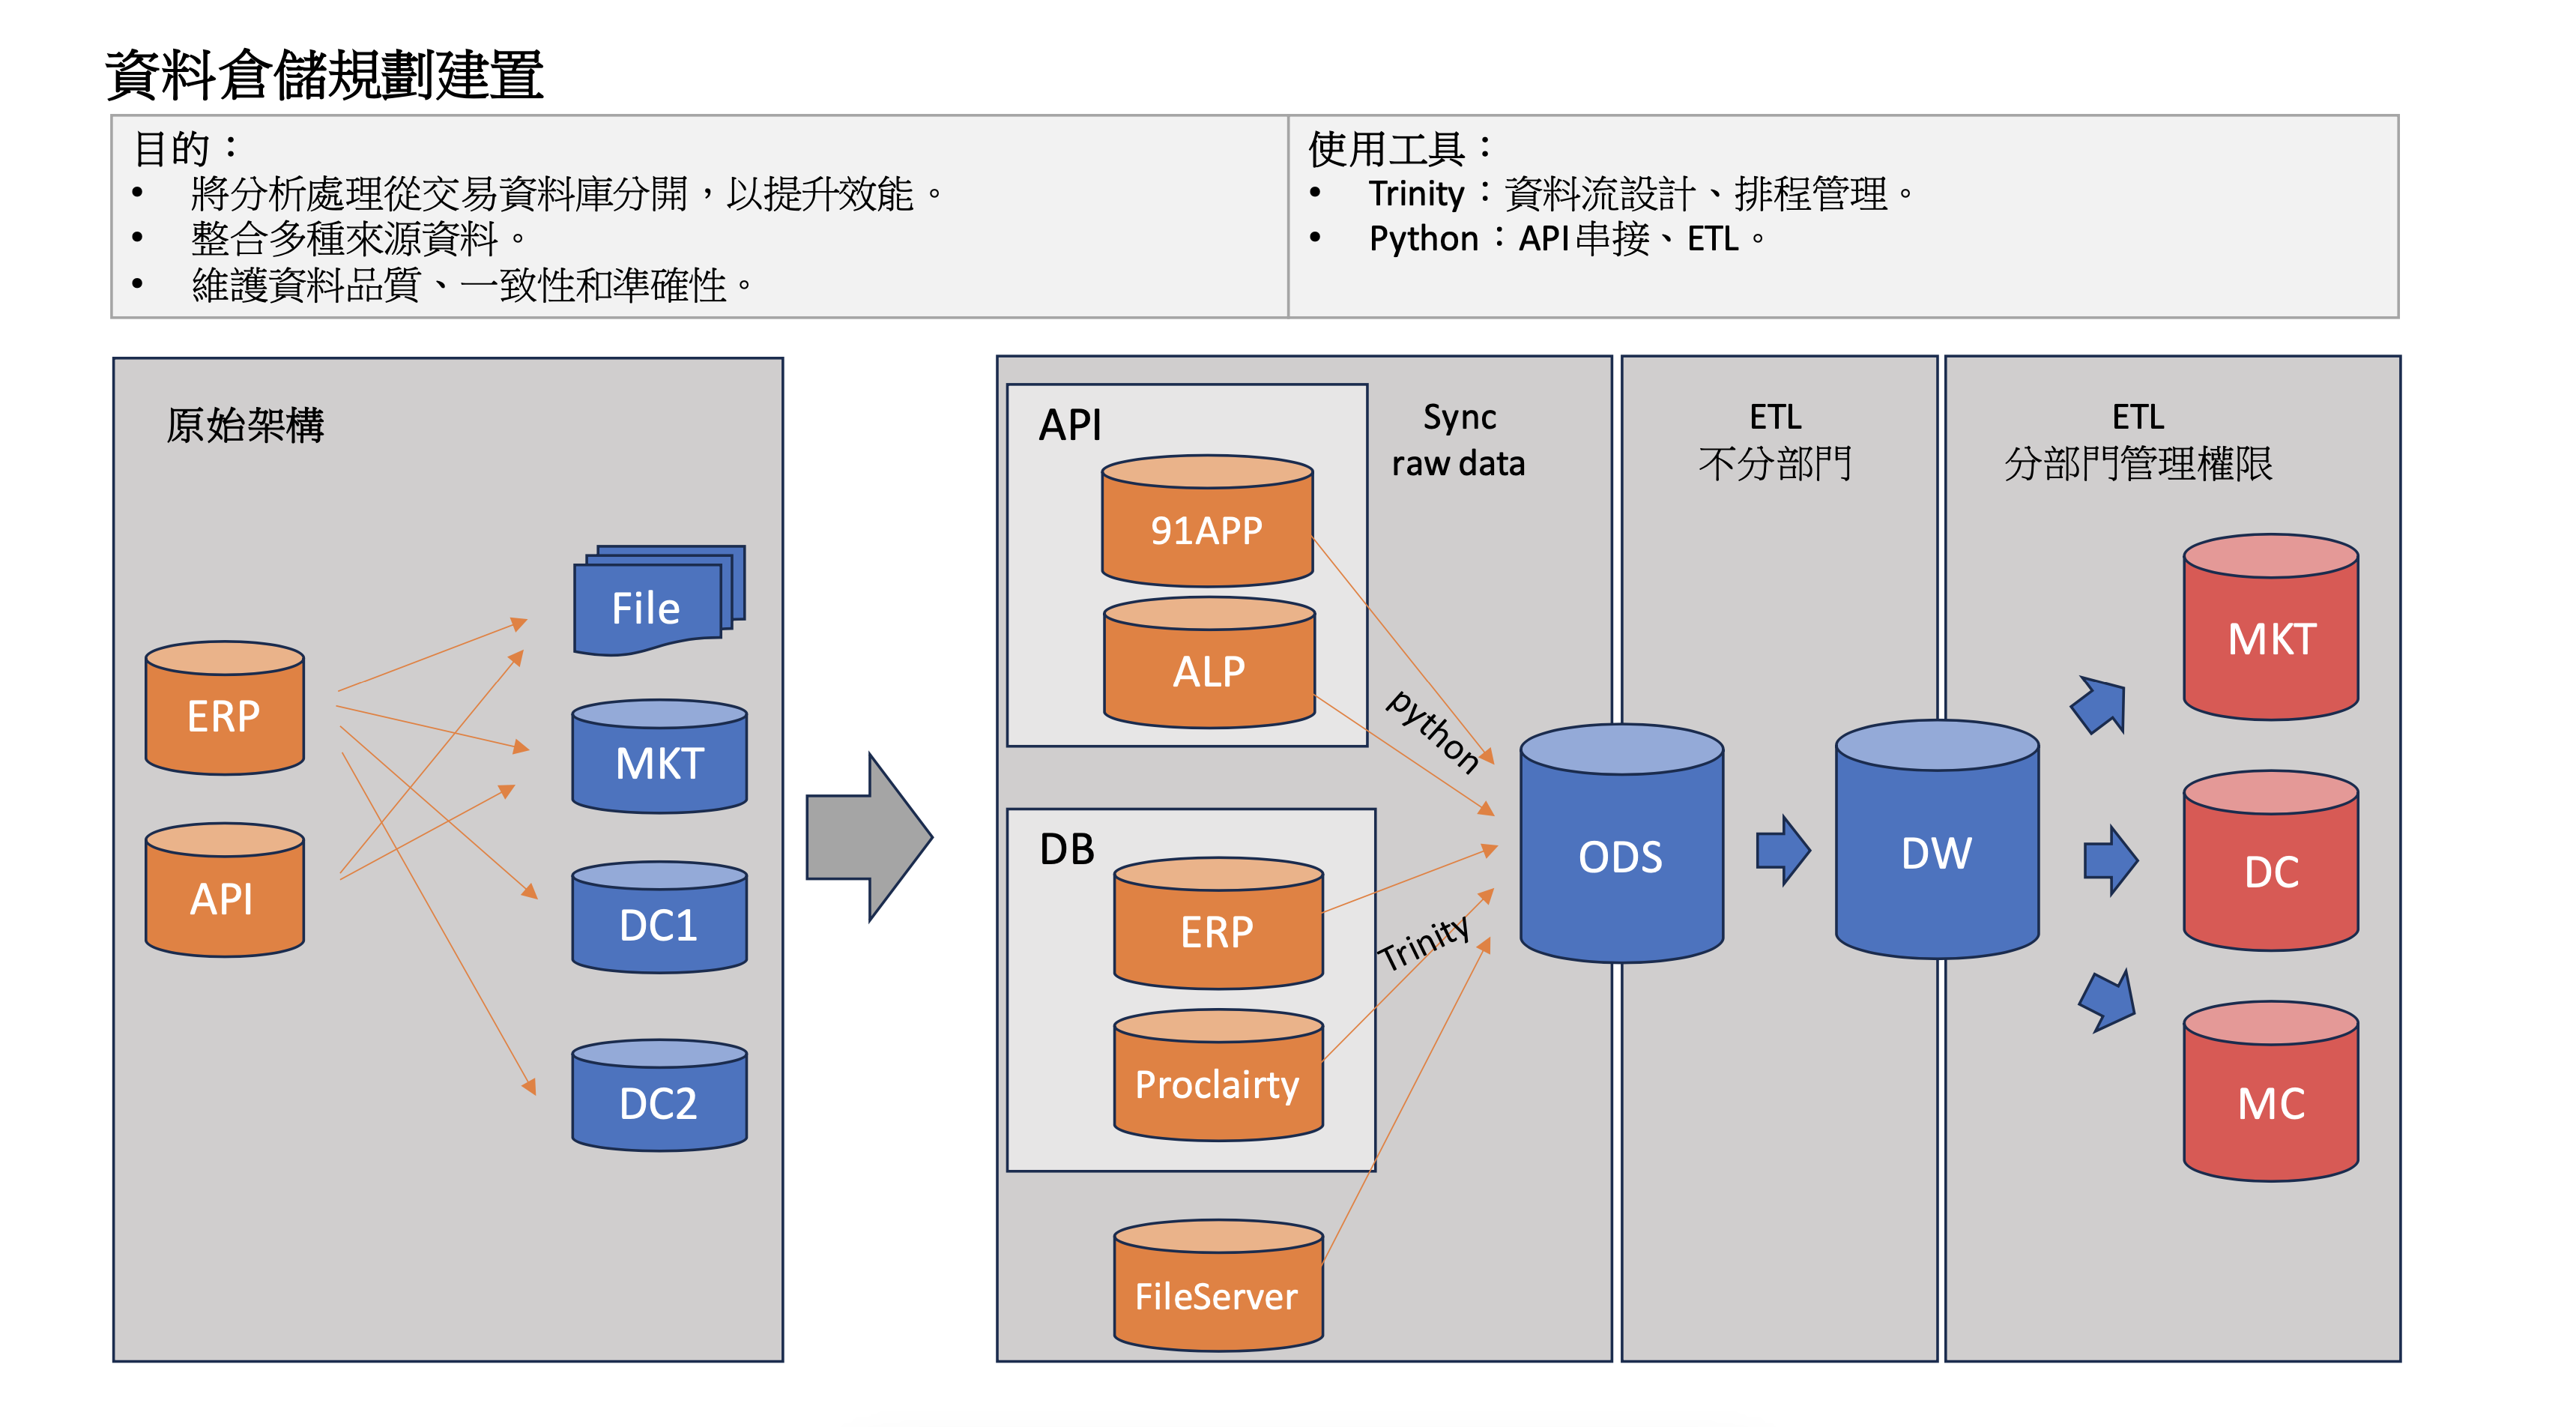 資料倉儲規劃建置
目的：
• 將分析處理從交易資料庫分開，以提升效能。
• 整合多種來源資料。
• 維護資料品質、一致性和準確性。
使用工具：
• Trinity：資料流設計、排程管理。
• Python：API串接、ETL。
原始架構
ERP
API
File
MKT
DC1
DC2
API
91APP
ALP
DB
ERP
Proclairty
FileServer
Sync
raw data
python
Trinity
ODS
ETL
不分部門
DW
ETL
分部門管理權限
MKT
DC
MC